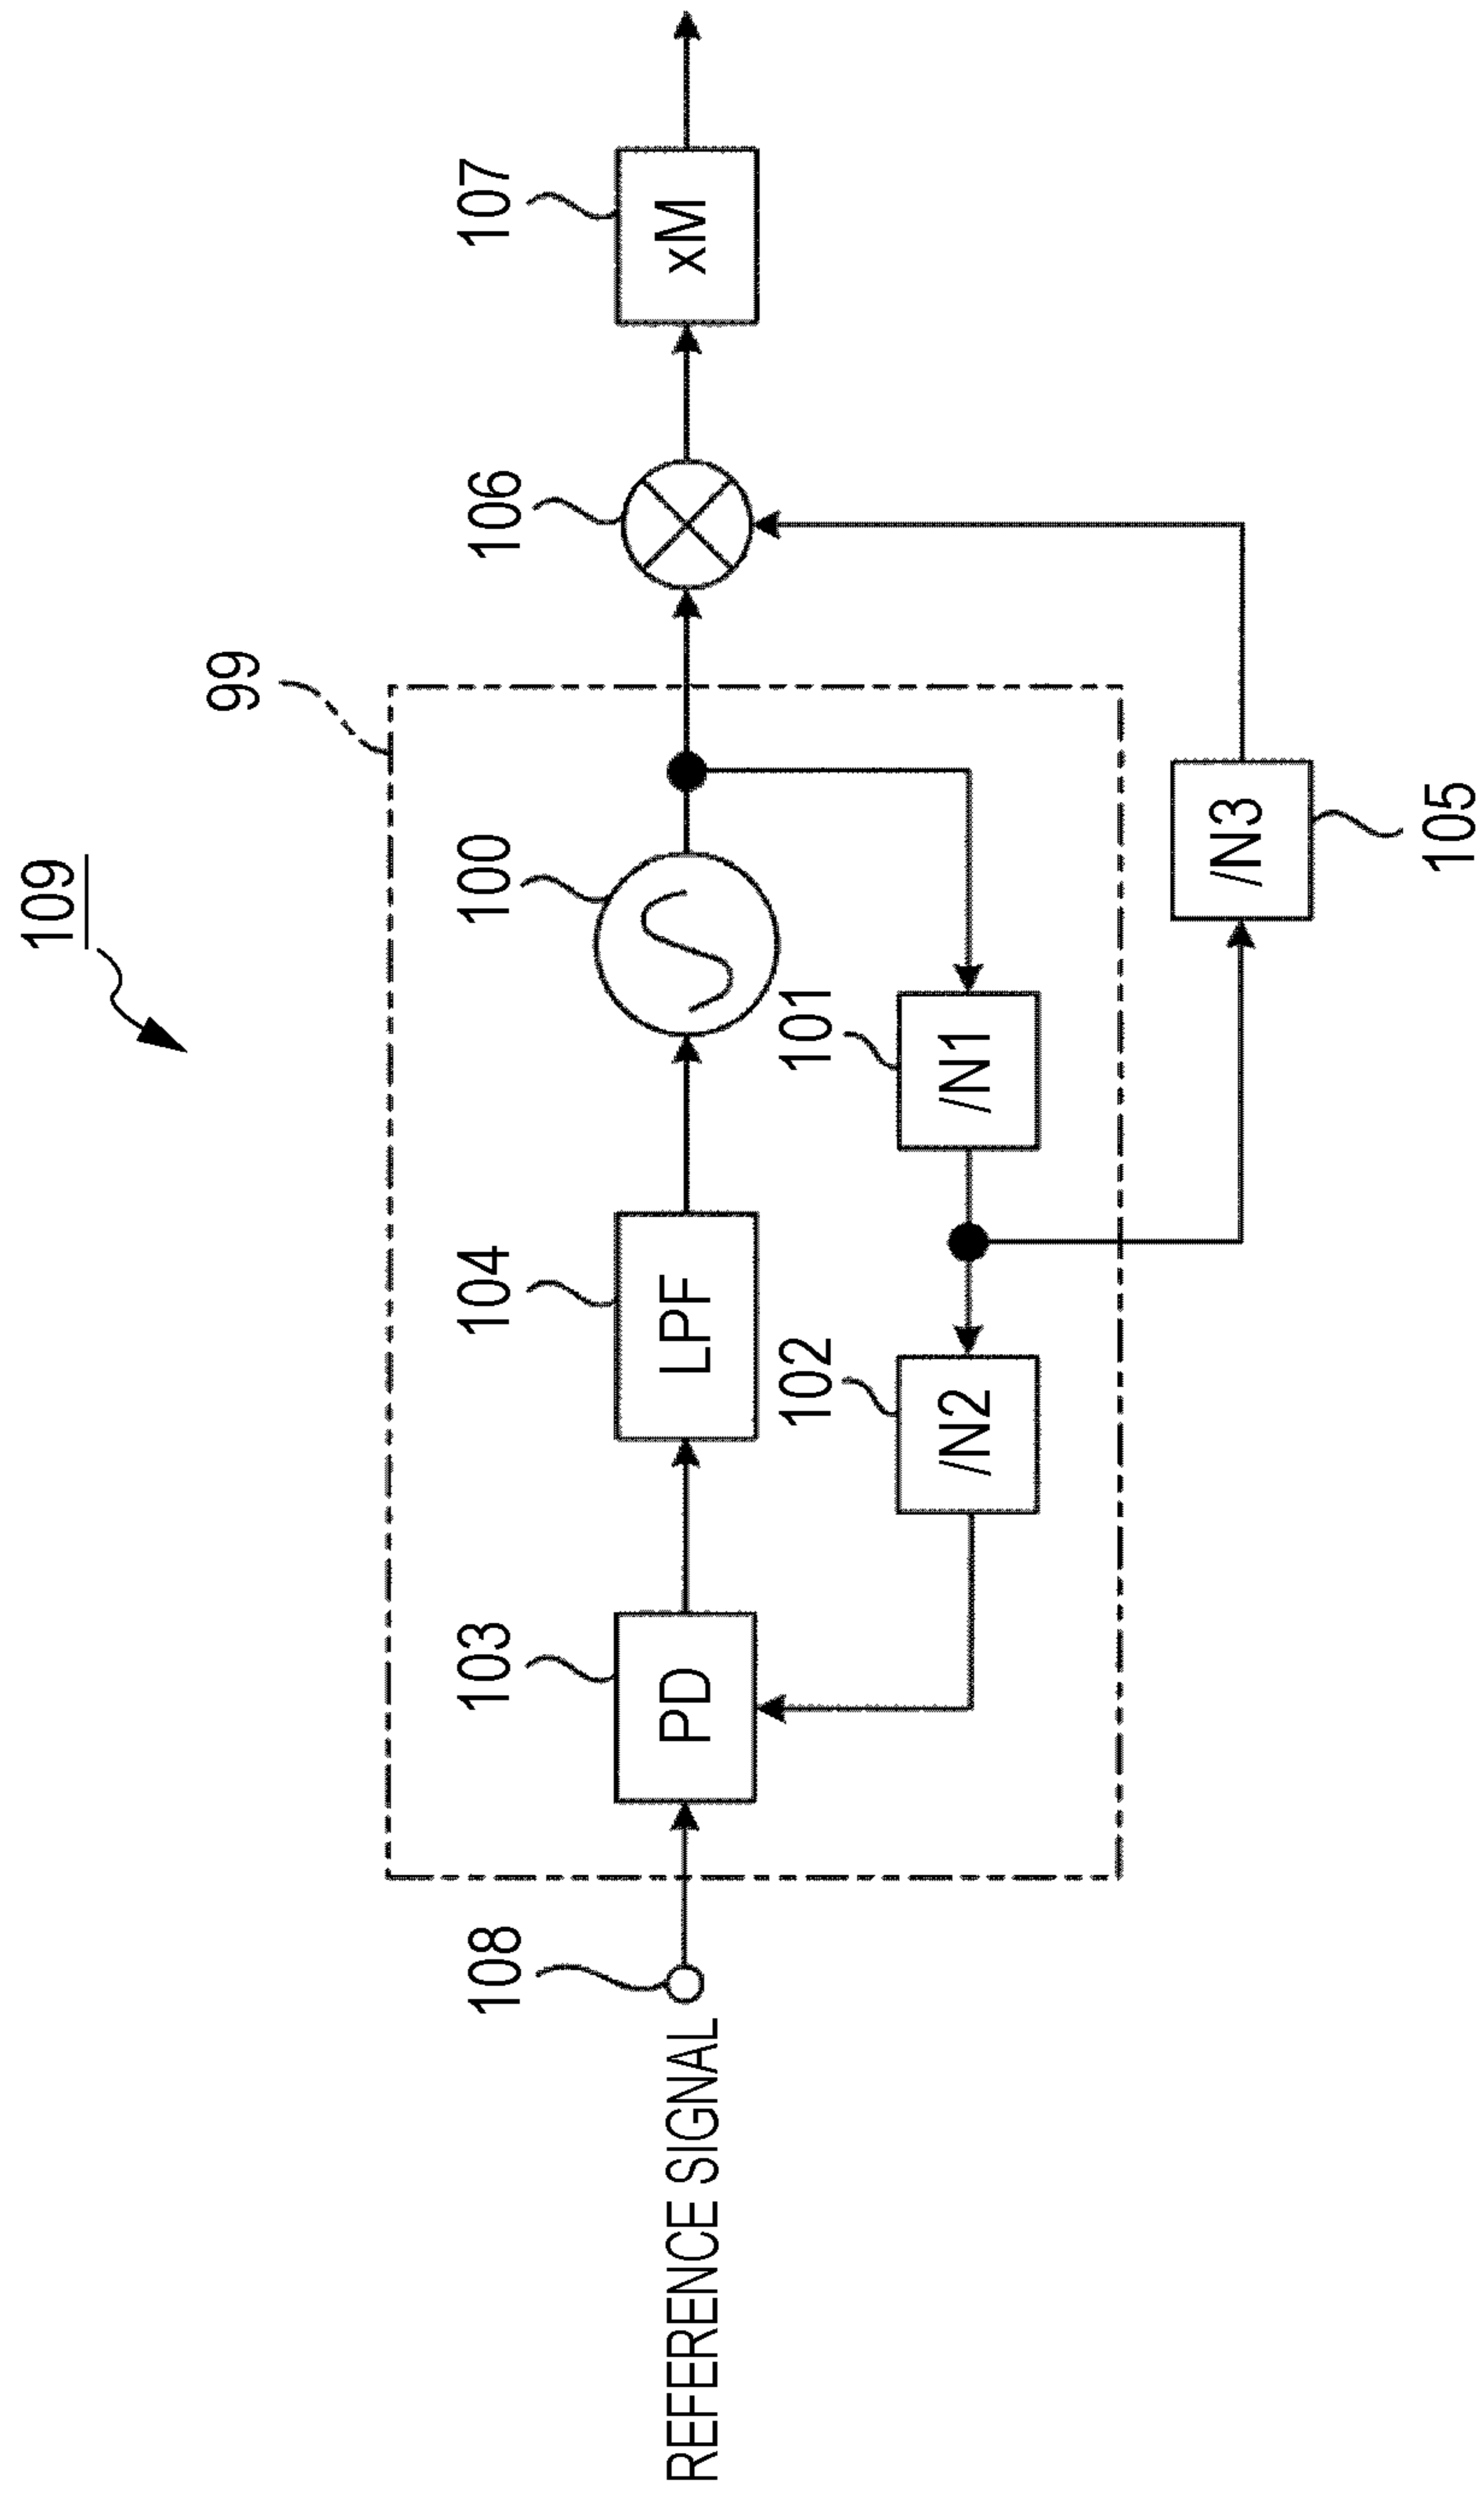 109
99
103
PD
104
LPF
100
106
107
xM
108
REFERENCE SIGNAL
102
/N2
101
/N1
/N3
105